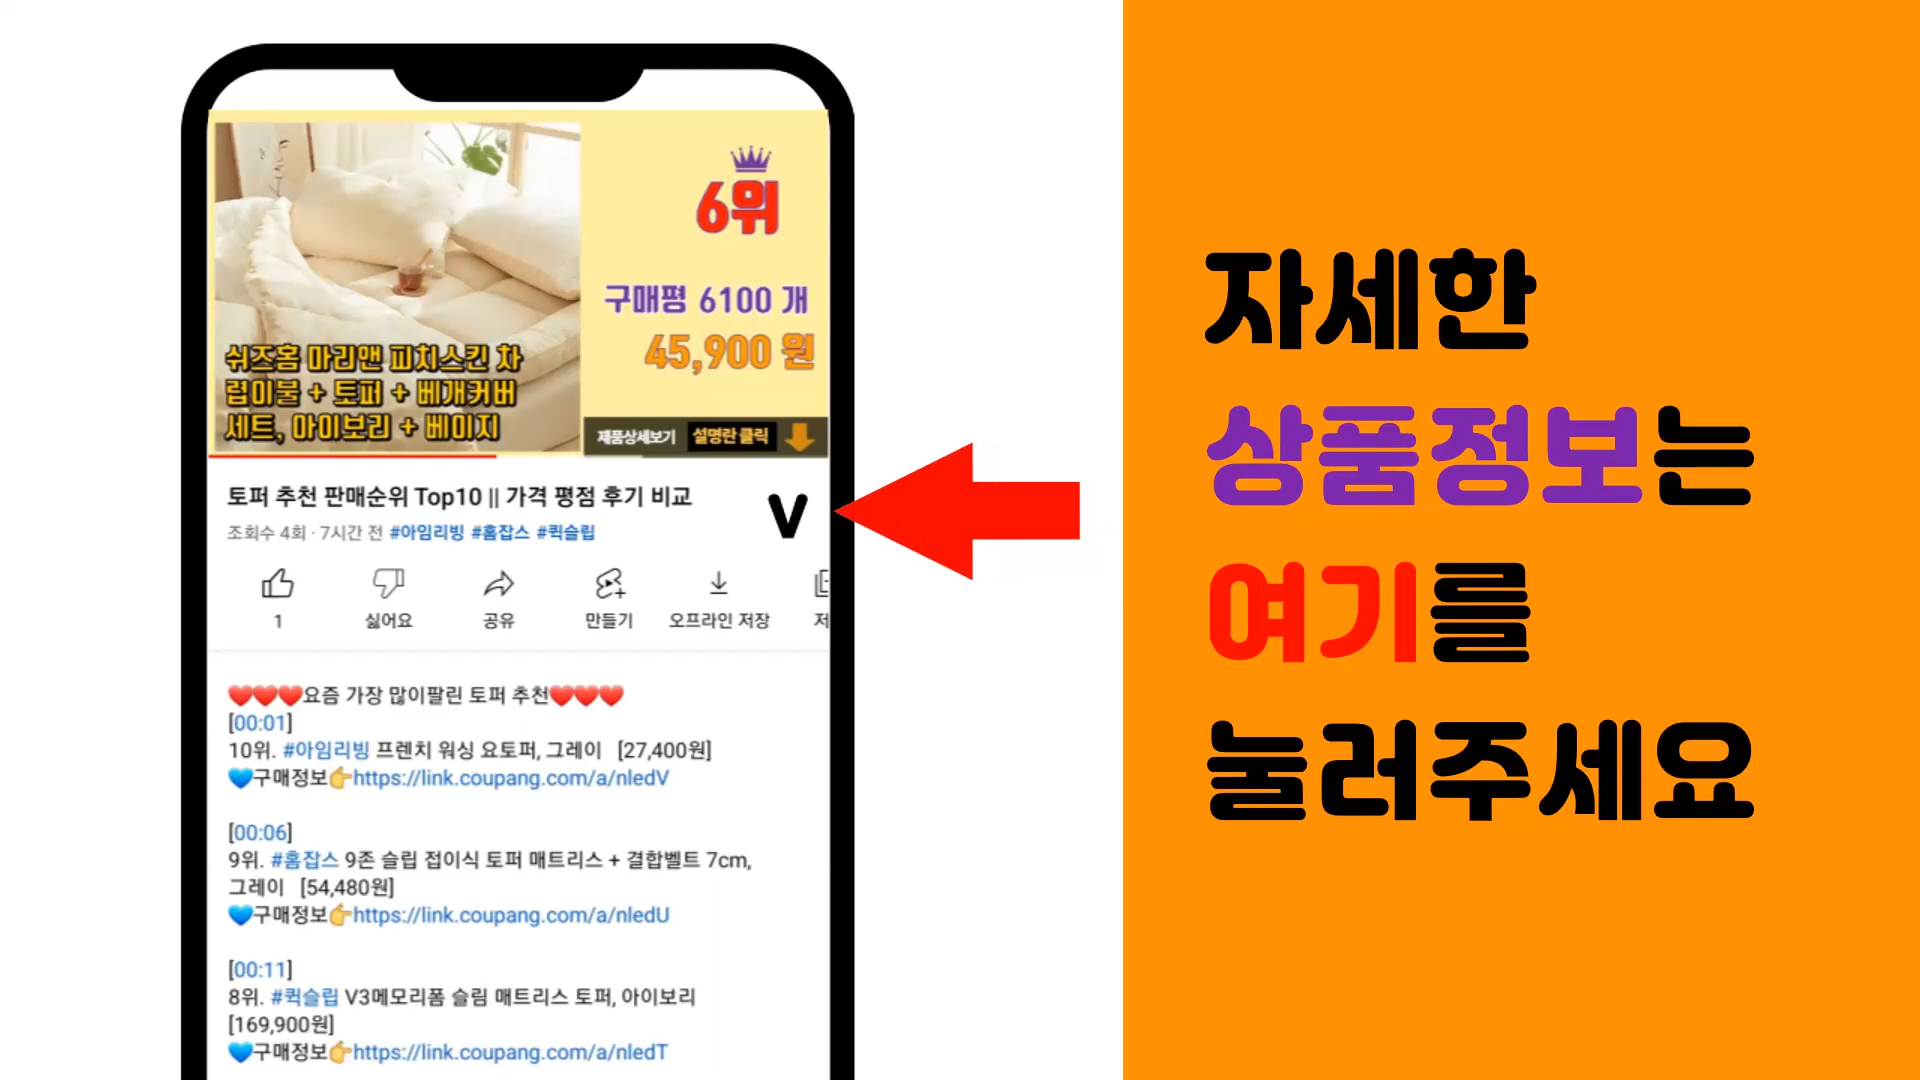 6위
구매평 6100 개
45,900 원
쉬즈홈 마리앤 피치스킨 차
렵이불 + 토퍼 + 베개커버
세트, 아이보리 + 베이지
제품상세보기 설명란 클릭
토퍼 추천 판매순위 Top10 || 가격 평점 후기 비교
V
조회수 4회 · 7시간 전 #아임리빙 #홈잡스 #퀵슬립
1 싫어요 공유 만들기 오프라인 저장 저
❤️❤️❤️요즘 가장 많이팔린 토퍼 추천❤️❤️❤️
[00:01]
10위. #아임리빙 프렌치 워싱 요토퍼, 그레이 [27,400원]
💙구매정보👉https://link.coupang.com/a/nledV
[00:06]
9위. #홈잡스 9존 슬립 접이식 토퍼 매트리스 + 결합벨트 7cm,
그레이 [54,480원]
💙구매정보👉https://link.coupang.com/a/nledU
[00:11]
8위. #퀵슬립 V3메모리폼 슬림 매트리스 토퍼, 아이보리
[169,900원]
💙구매정보👉https://link.coupang.com/a/nledT
자세한
상품정보는
여기를
눌러주세요